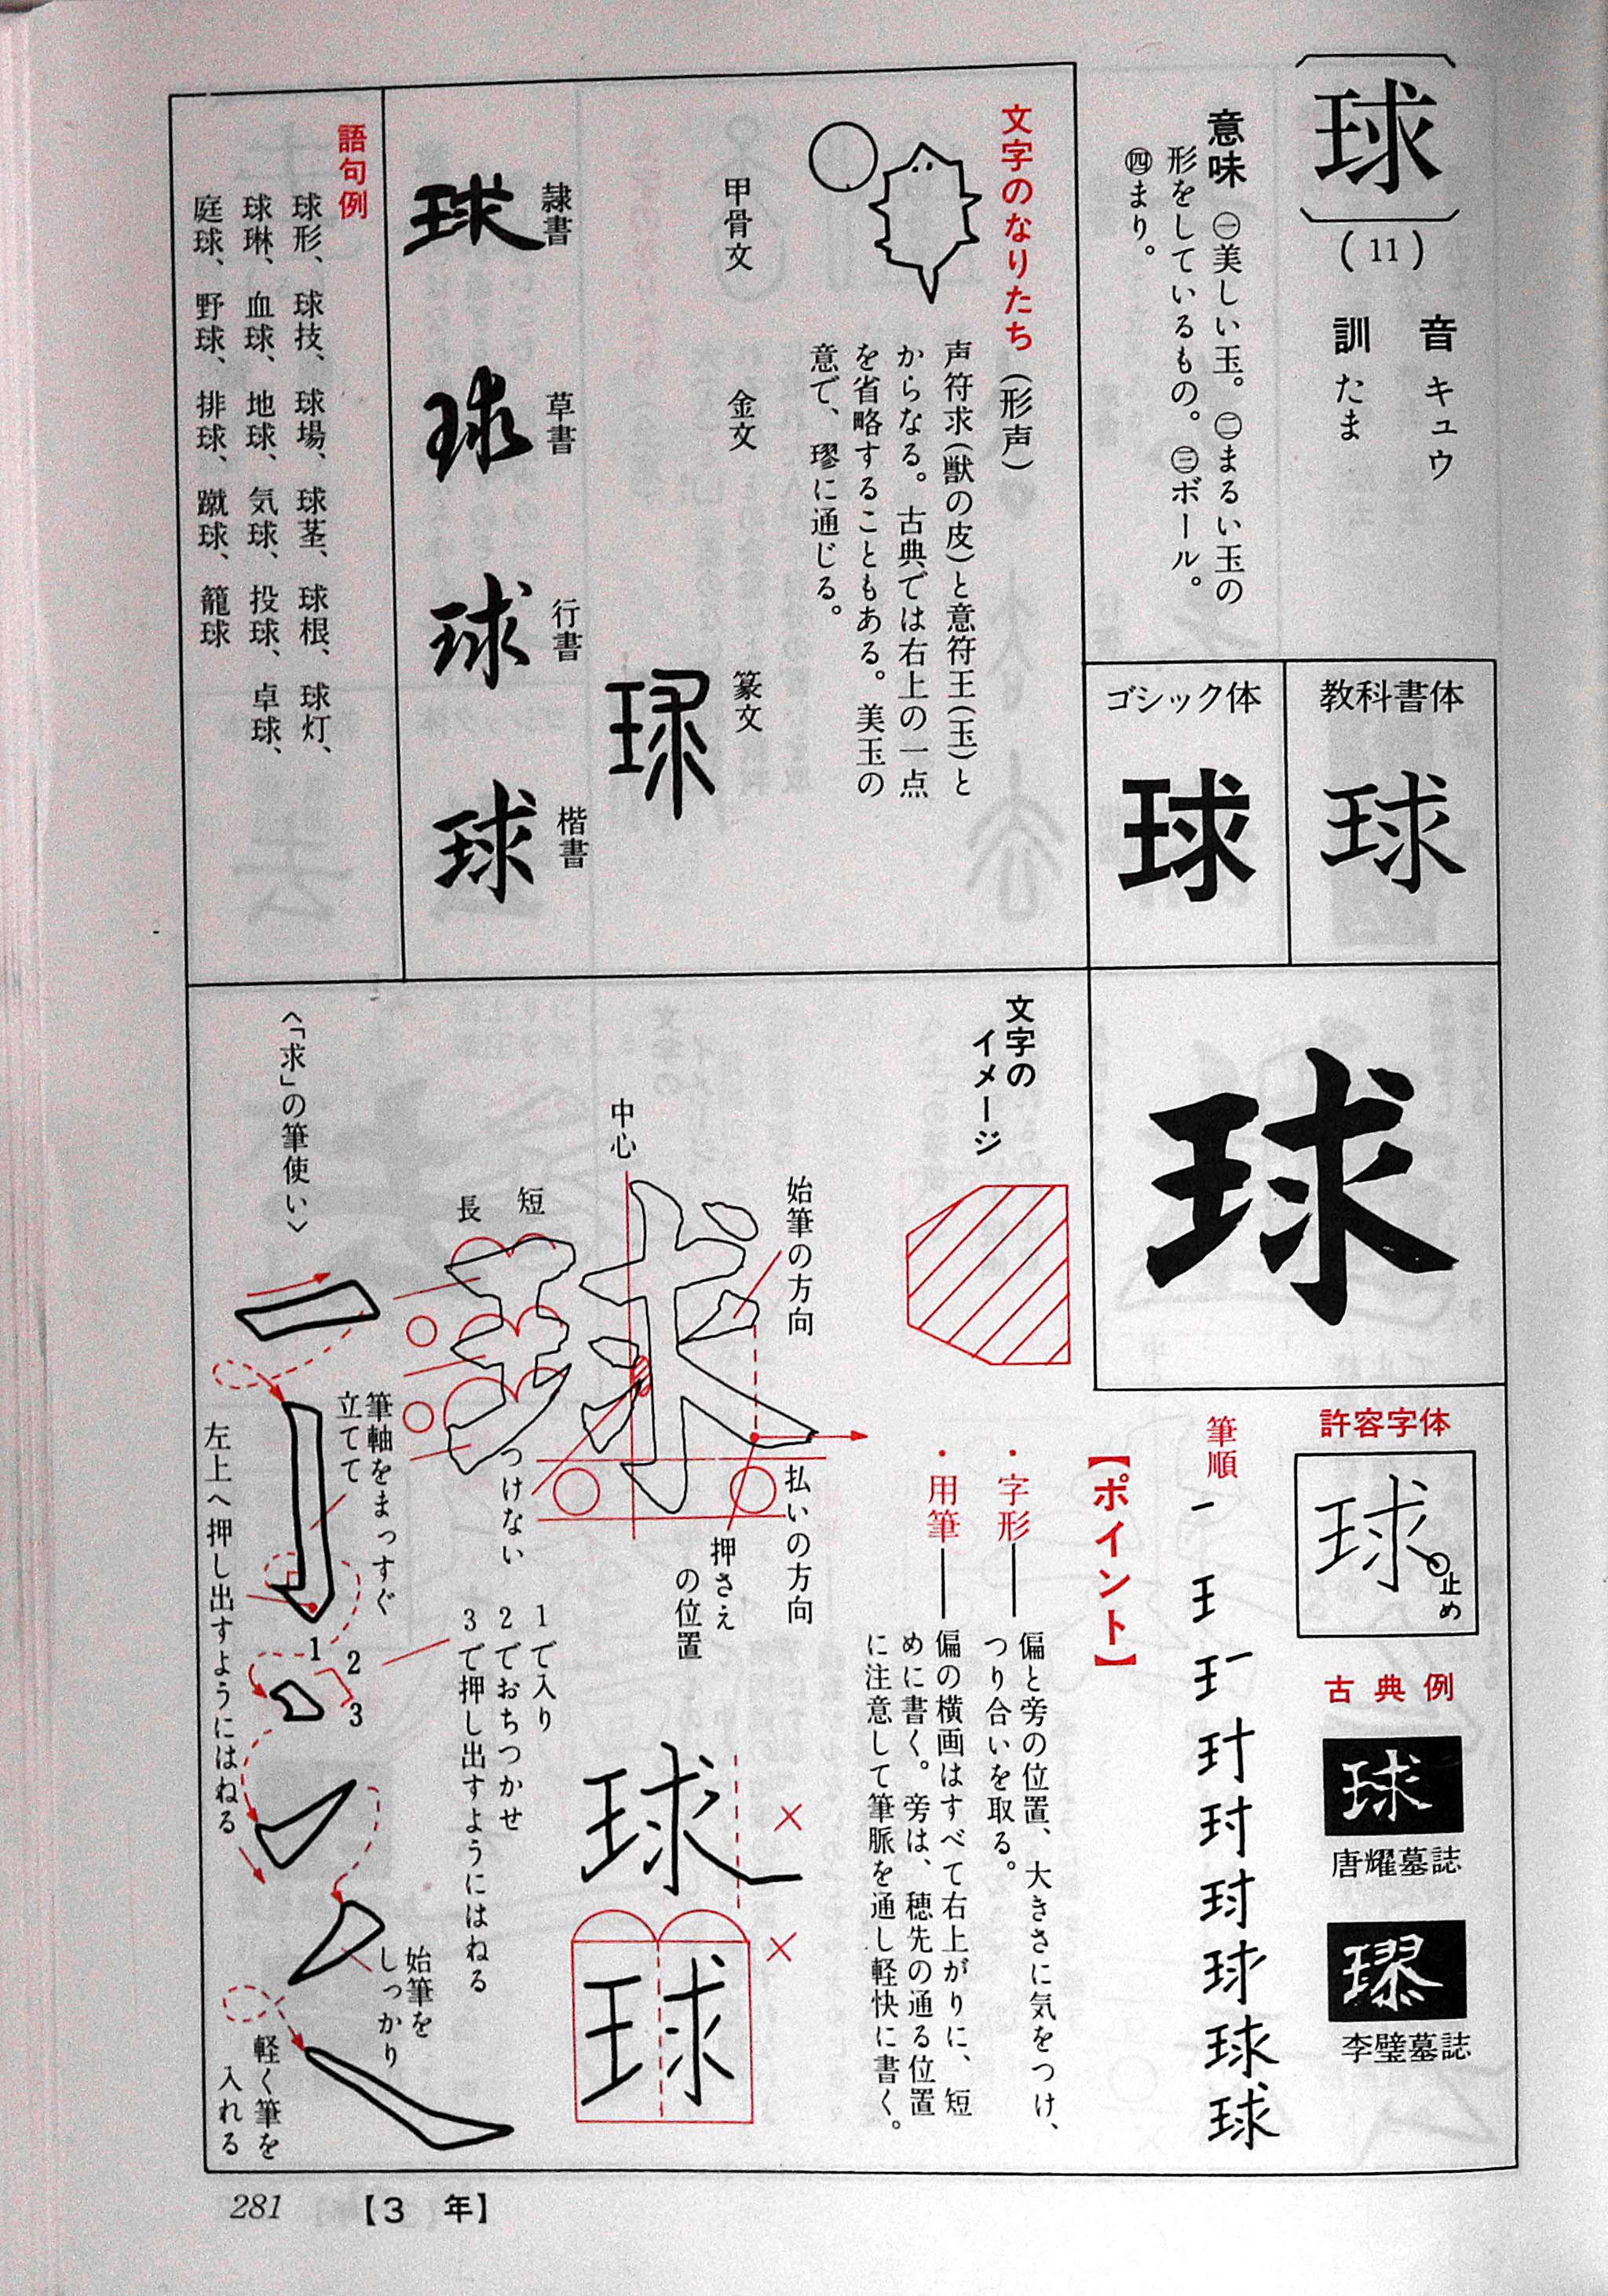 球
(11)
音 キュウ
訓 たま
意味 ㊀美しい玉。㊁まるい玉の
形をしているもの。㊂ボール。
㊃まり。
教科書体
球
ゴシック体
球
文字のなりたち(形声)
声符求(獣の皮)と意符王(玉)と
からなる。古典では右上の一点
を省略することもある。美玉の
意で、璆に通じる。
甲骨文
金文
篆文
球
隷書
球
草書
球
行書
球
楷書
球
語句例
球形、球技、球場、球茎、球根、球灯、
球琳、血球、地球、気球、投球、卓球、
庭球、野球、排球、蹴球、籠球
球
許容字体
球
止め
古典例
球
唐耀墓誌
璆
李璧墓誌
筆順
球
【ポイント】
・字形──偏と旁の位置、大きさに気をつけ、
つり合いを取る。
・用筆──偏の横画はすべて右上がりに、短
めに書く。旁は、穂先の通る位置
に注意して筆脈を通し軽快に書く。
文字の
イメージ
始筆の方向
中心
短
長
払いの方向
押さえ
の位置
つけない
球
球
〈「求」の筆使い〉
筆軸をまっすぐ
立てて
左上へ押し出すようにはねる
1
2
3
1で入り
2でおちつかせ
3で押し出すようにはねる
始筆を
しっかり
軽く筆を
入れる
281 【3 年】